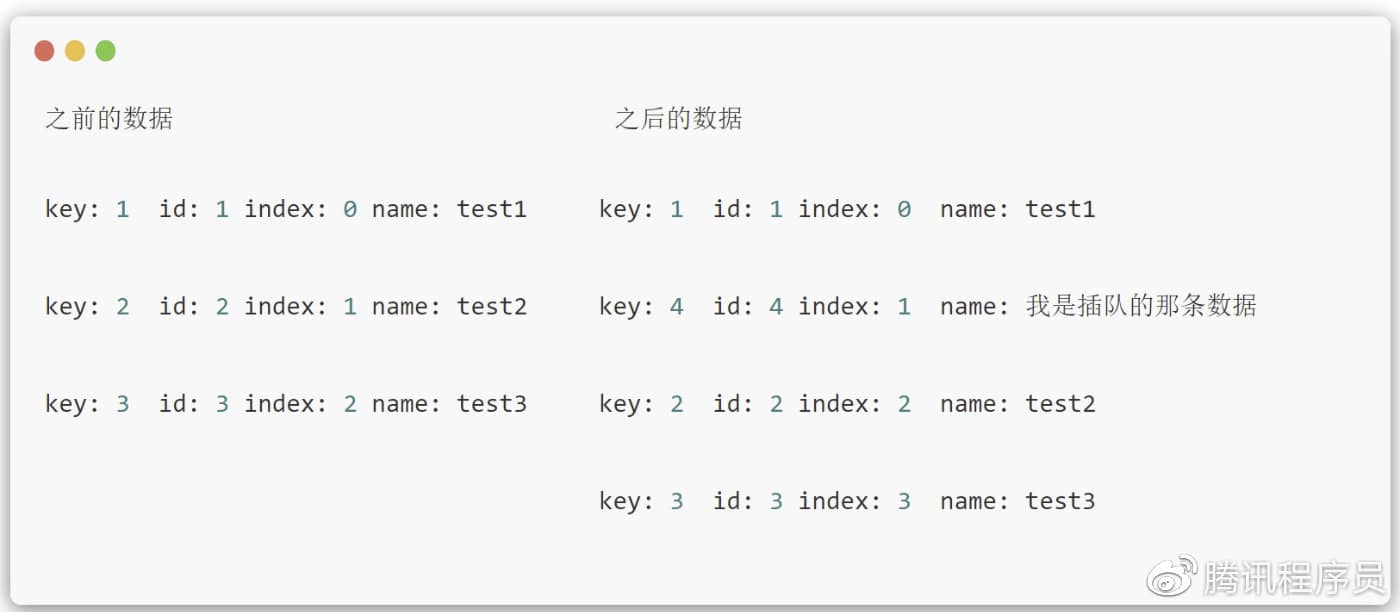 之前的数据 之后的数据
key: 1 id: 1 index: 0 name: test1 key: 1 id: 1 index: 0 name: test1
key: 2 id: 2 index: 1 name: test2 key: 4 id: 4 index: 1 name: 我是插队的那条数据
key: 3 id: 3 index: 2 name: test3 key: 2 id: 2 index: 2 name: test2
key: 3 id: 3 index: 3 name: test3
腾讯程序员